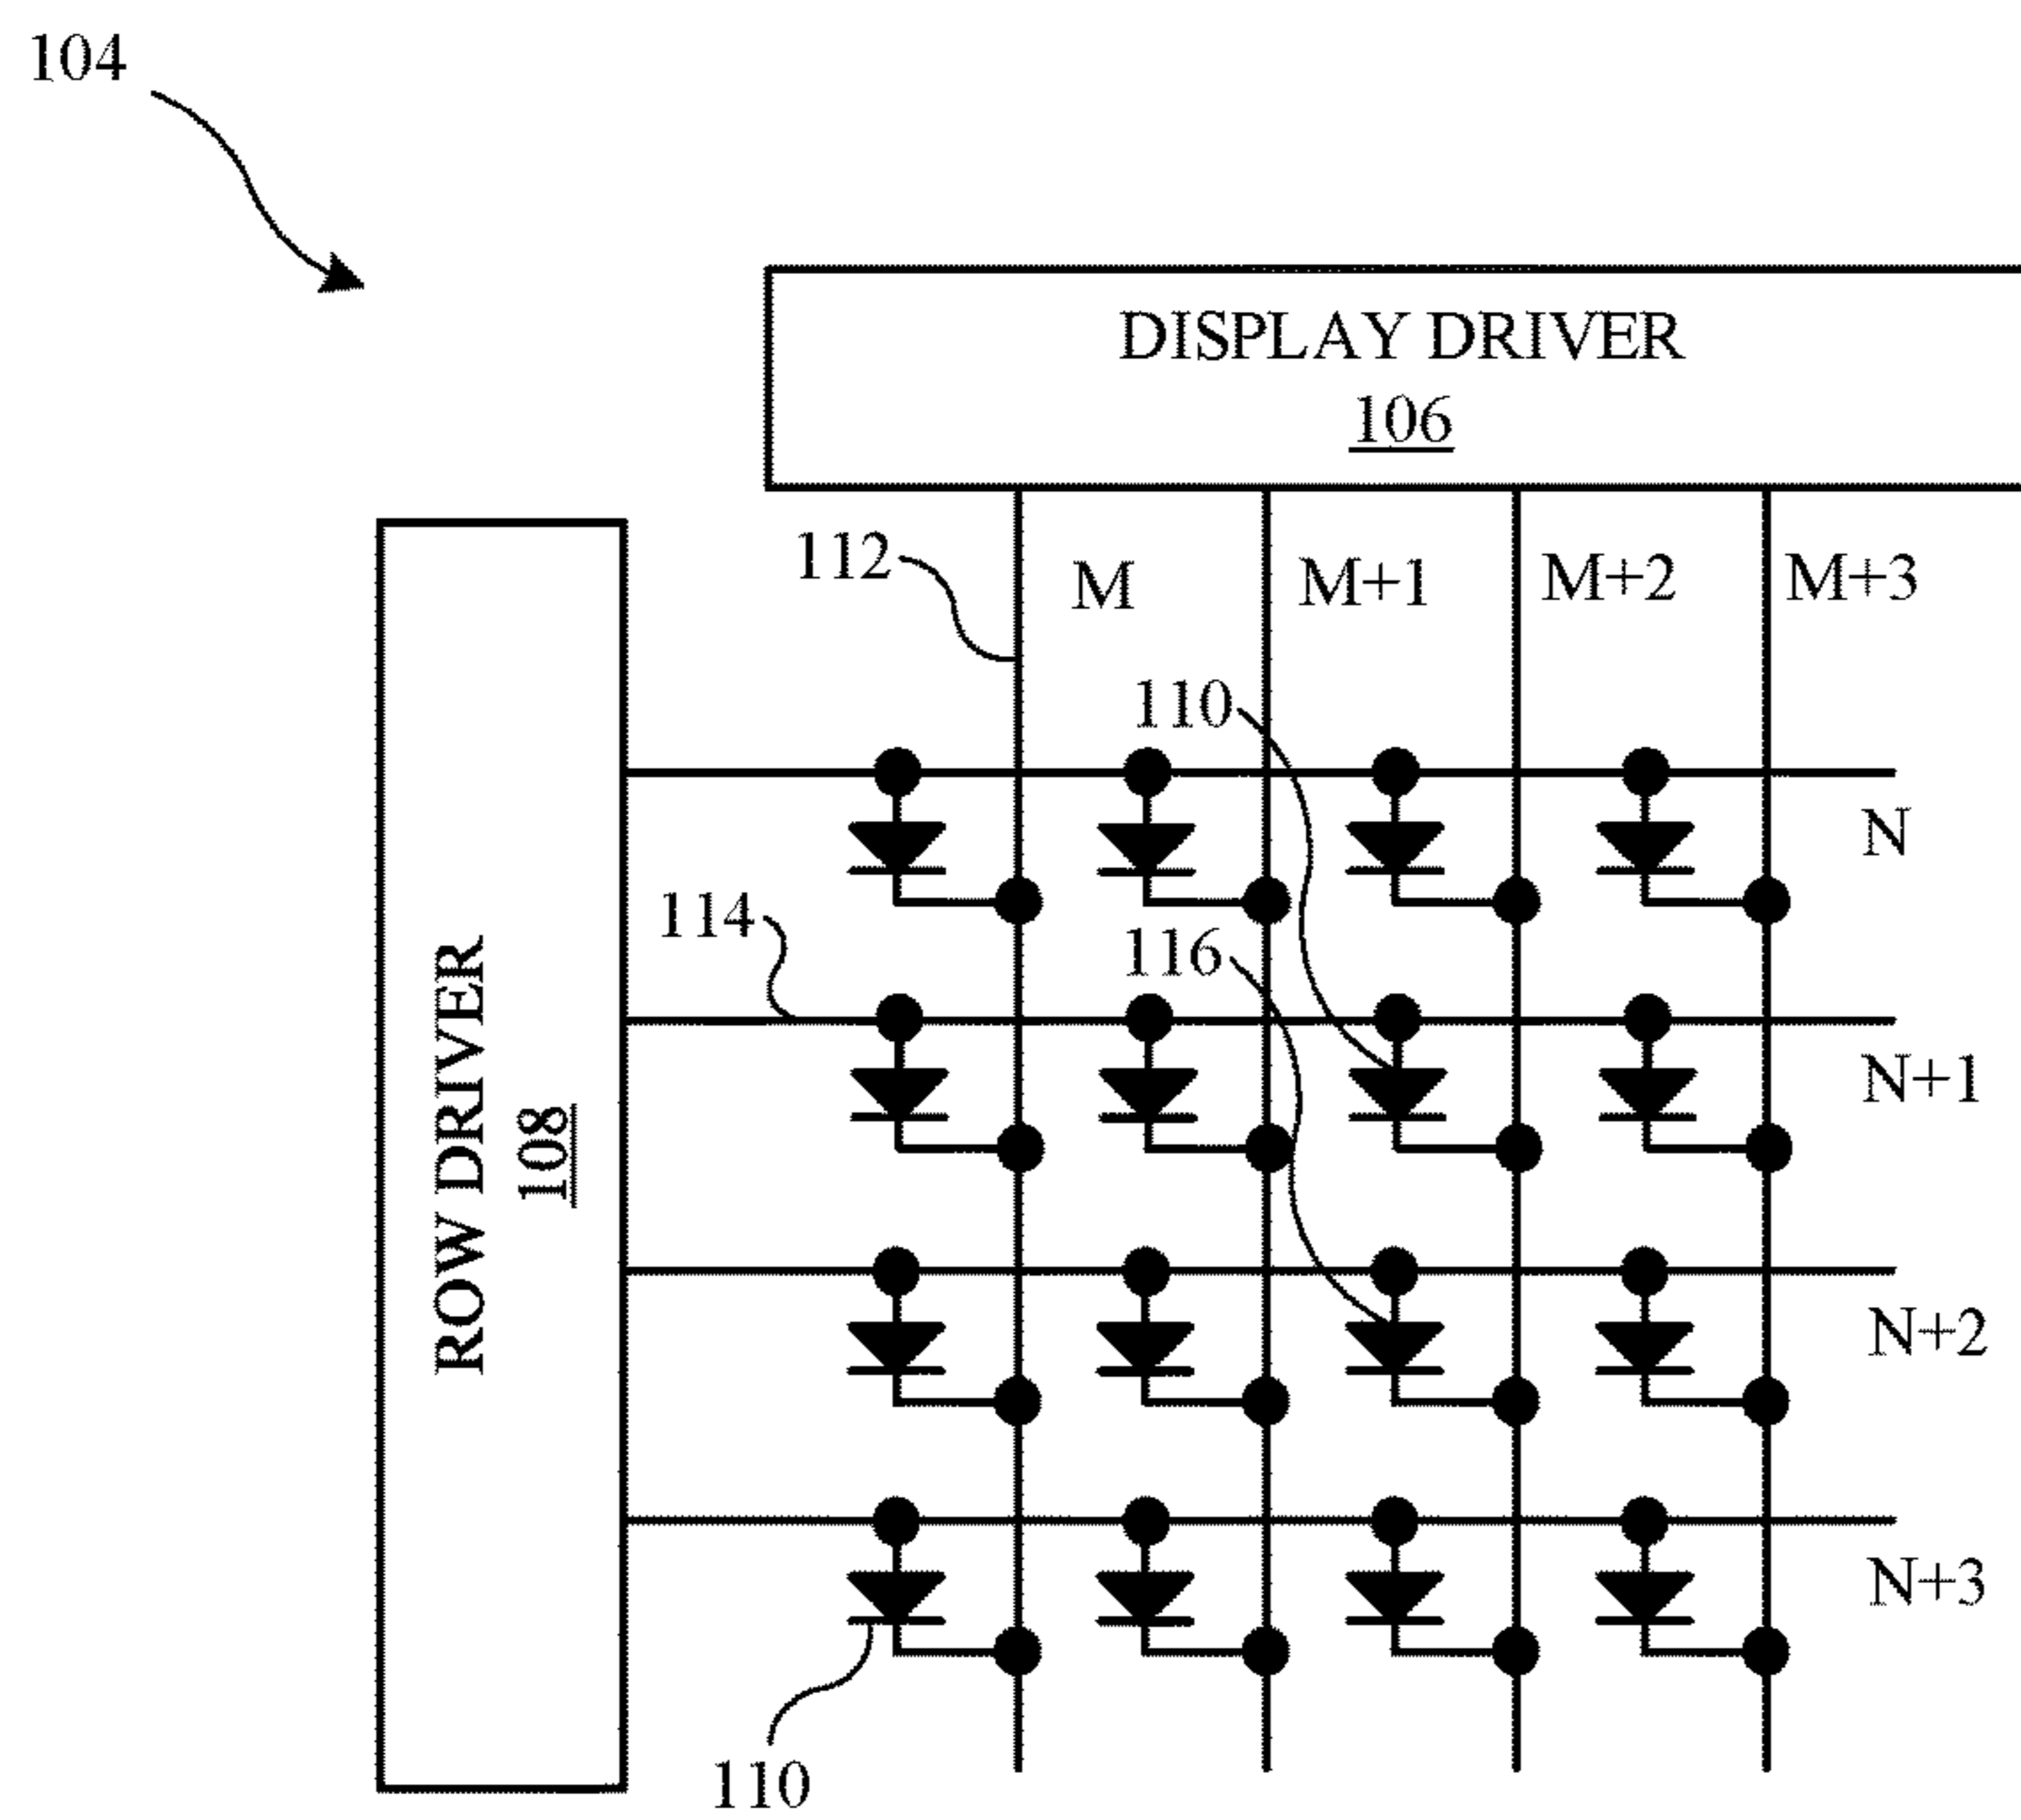 104
DISPLAY DRIVER
106
112
M
M+1
M+2
M+3
110
N
114
116
N+1
ROW DRIVER
108
N+2
N+3
110